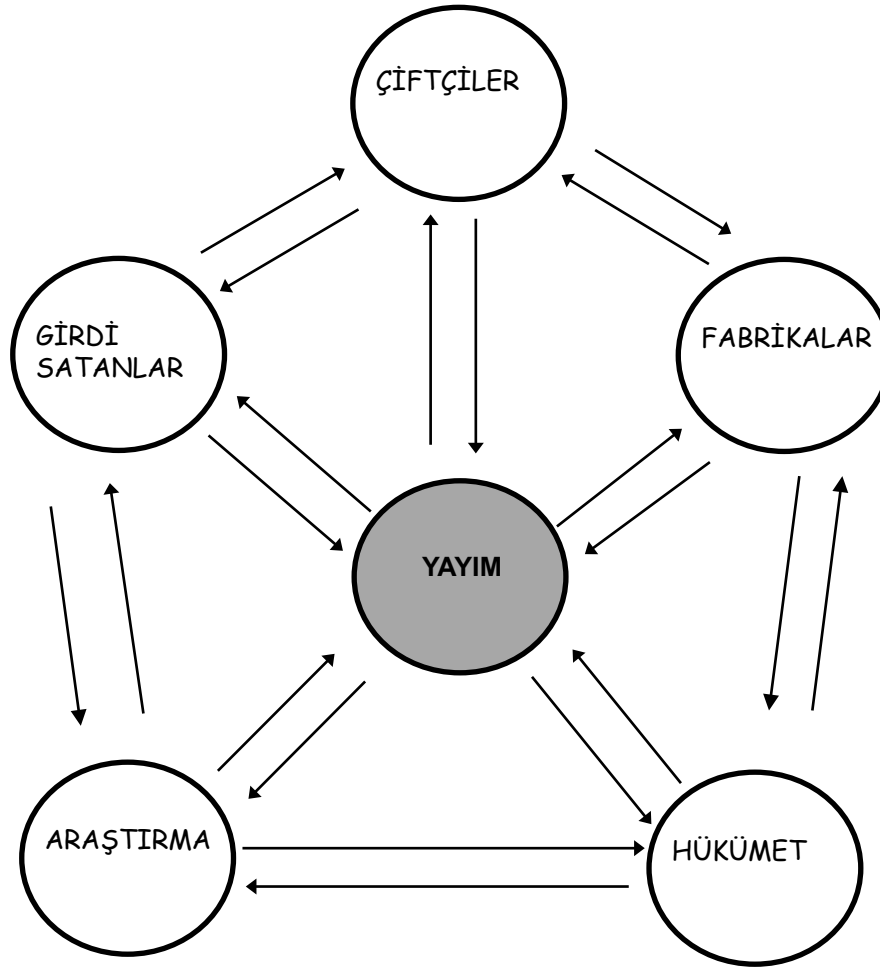 ÇİFTÇİLER
GİRDİ
SATANLAR
FABRİKALAR
YAYIM
ARAŞTIRMA
HÜKÜMET